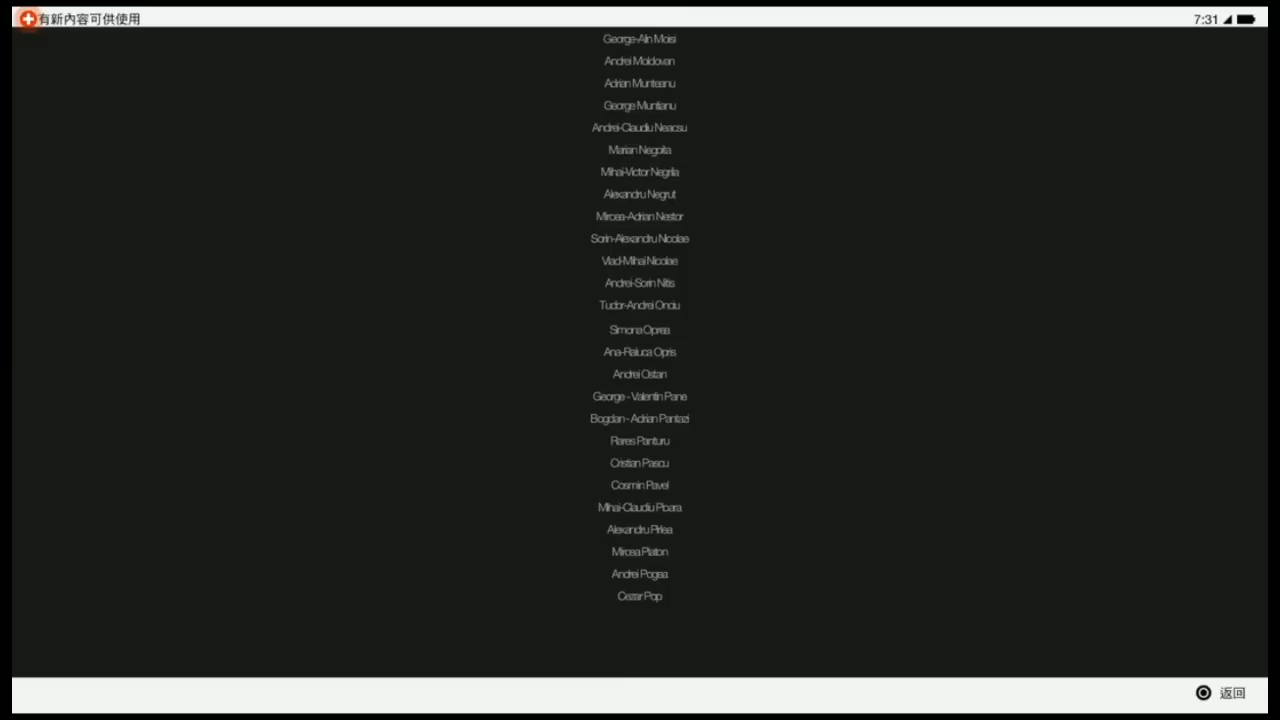 有新內容可供使用
7:31
George-Alin Moisi
Andrei Moldovan
Adrian Munteanu
George Muntianu
Andrei-Claudiu Neacsu
Marian Negoita
Mihai-Victor Negrila
Alexandru Negrut
Mircea-Adrian Nestor
Sorin-Alexandru Nicolae
Vlad-Mihai Nicolae
Andrei-Sorin Nitis
Tudor-Andrei Onciu
Simona Oprea
Ana-Raluca Opris
Andrei Ostan
George - Valentin Pane
Bogdan - Adrian Pantazi
Rares Panturu
Cristian Pascu
Cosmin Pavel
Mihai-Claudiu Picara
Alexandru Pirlea
Mircea Platon
Andrei Pogea
Cezar Pop
返回